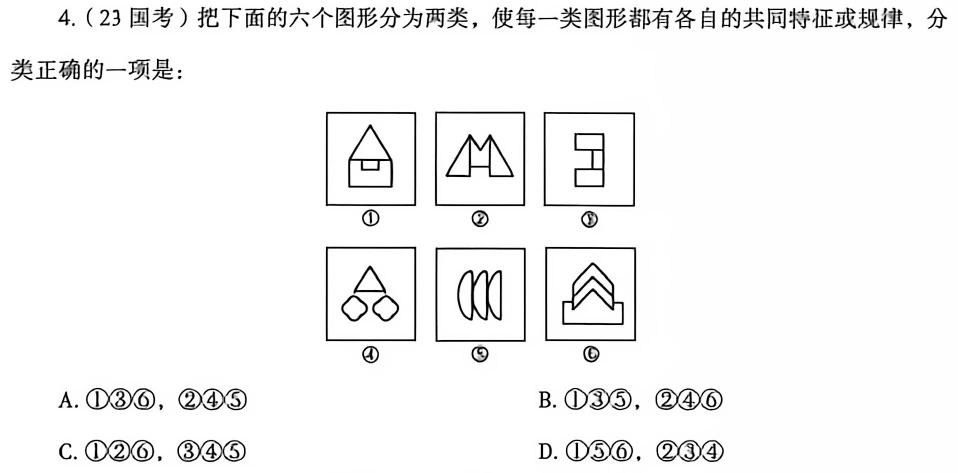 4.（23 国考）把下面的六个图形分为两类，使每一类图形都有各自的共同特征或规律，分
类正确的一项是：
① ② ③
④ ⑤ ⑥
A. ①③⑥，②④⑤ B. ①③⑤，②④⑥
C. ①②⑥，③④⑤ D. ①⑤⑥，②③④